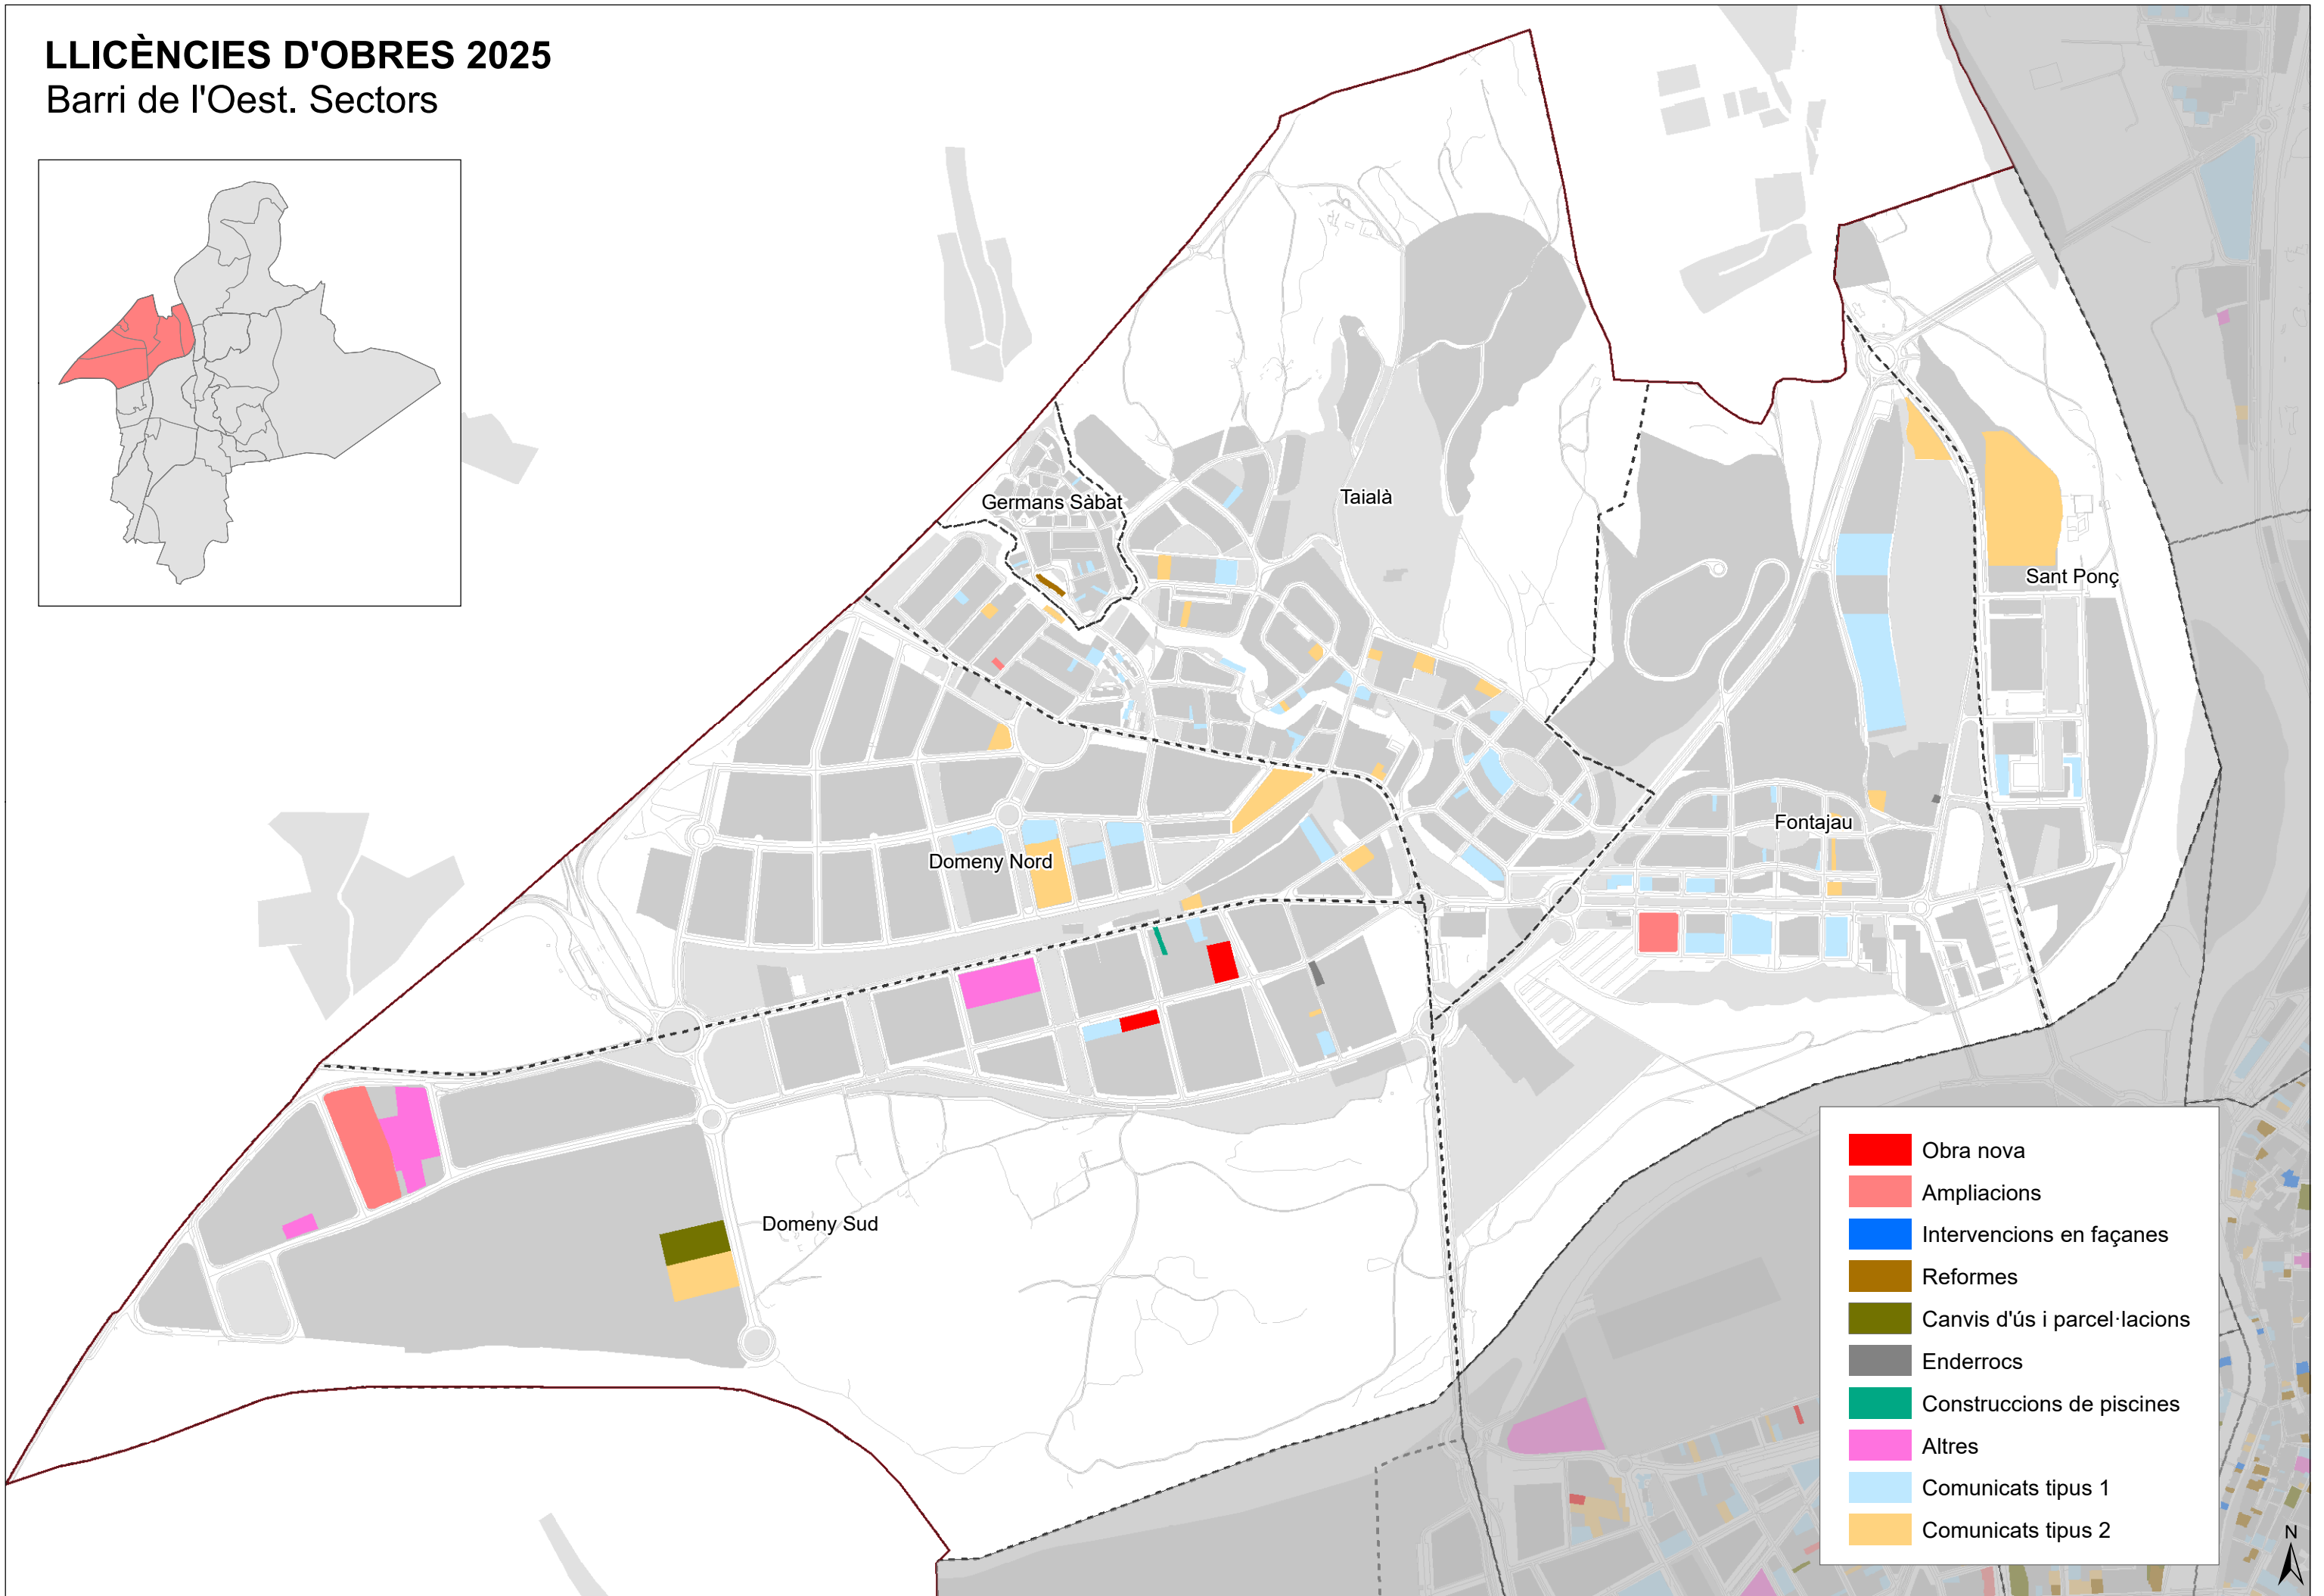 LLICÈNCIES D'OBRES 2025
Barri de l'Oest. Sectors
Germans Sàbat
Taialà
Sant Ponç
Fontajau
Domeny Nord
Domeny Sud
Obra nova
Ampliacions
Intervencions en façanes
Reformes
Canvis d'ús i parcel·lacions
Enderrocs
Construccions de piscines
Altres
Comunicats tipus 1
Comunicats tipus 2
N